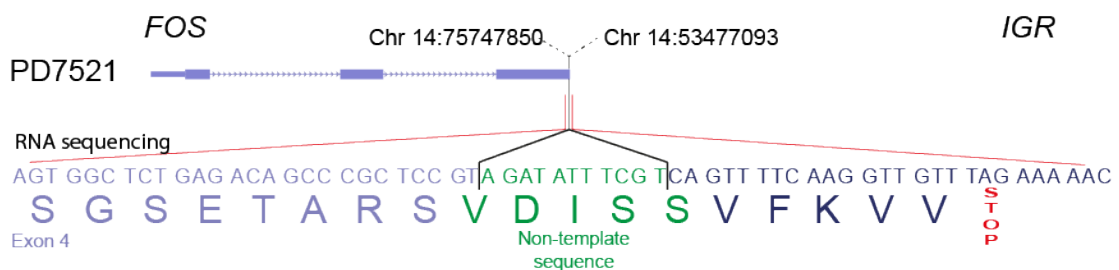 FOS IGR
Chr 14:75747850 Chr 14:53477093
PD7521
RNA sequencing
AGT GGC TCT GAG ACA GCC CGC TCC GTA GAT ATT TCG TCA GTT TTC AAG GTT GTT TAG AAA AAC
S G S E T A R S V D I S S V F K V V STOP
Exon 4
Non-template
sequence